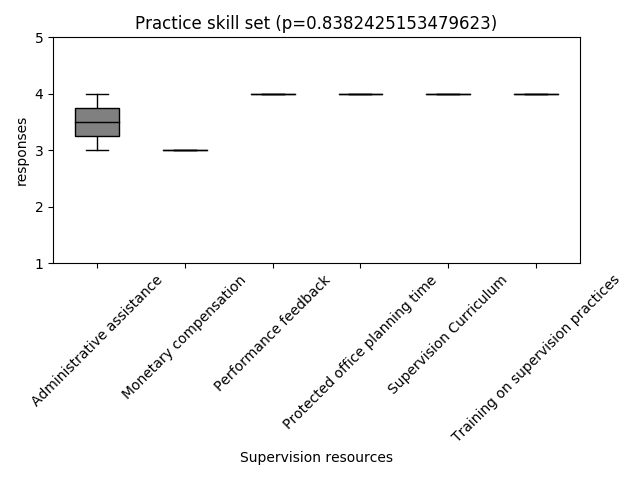 Practice skill set (p=0.8382425153479623)
responses
5
4
3
2
1
Administrative assistance
Monetary compensation
Performance feedback
Protected office planning time
Supervision Curriculum
Training on supervision practices
Supervision resources